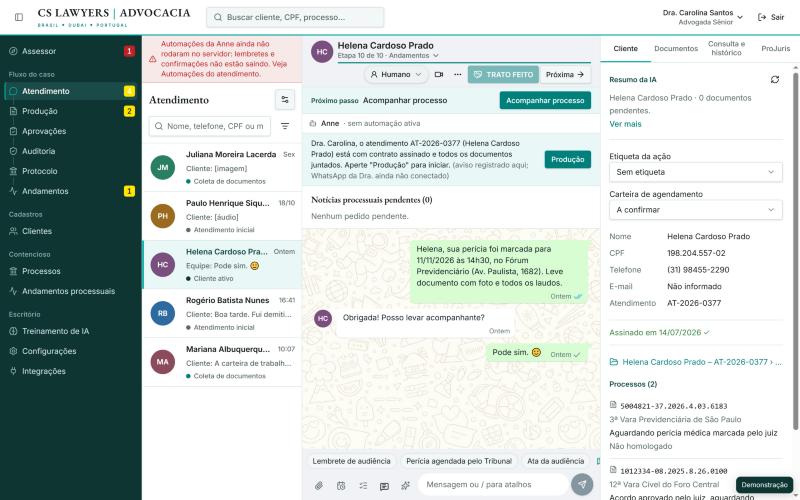 CS LAWYERS | ADVOCACIA
BRASIL • DUBAI • PORTUGAL
Buscar cliente, CPF, processo...
Dra. Carolina Santos
Advogada Sênior
Sair
Assessor 1
Fluxo do caso
Atendimento 4
Produção 2
Aprovações
Auditoria
Protocolo
Andamentos 1
Cadastros
Clientes
Contencioso
Processos
Andamentos processuais
Escritório
Treinamento de IA
Configurações
Integrações
Automações da Anne ainda não
rodaram no servidor: lembretes e
confirmações não estão saindo. Veja
Automações do atendimento.
Atendimento
Nome, telefone, CPF ou m
JM
Juliana Moreira Lacerda Sex
Cliente: [imagem]
Coleta de documentos
PH
Paulo Henrique Siqu... 18/10
Cliente: [áudio]
Atendimento inicial
HC
Helena Cardoso Pra... Ontem
Equipe: Pode sim. 😊
Cliente ativo
RB
Rogério Batista Nunes 16:41
Cliente: Boa tarde. Fui demiti...
Atendimento inicial
MA
Mariana Albuquerqu... 10:07
Cliente: A carteira de trabalh...
Coleta de documentos
HC
Helena Cardoso Prado
Etapa 10 de 10 · Andamentos
Humano
TRATO FEITO
Próxima
Próximo passo Acompanhar processo
Acompanhar processo
Anne · sem automação ativa
Dra. Carolina, o atendimento AT-2026-0377 (Helena Cardoso
Prado) está com contrato assinado e todos os documentos
juntados. Aperte "Produção" para iniciar. (aviso registrado aqui;
WhatsApp da Dra. ainda não conectado)
Produção
Notícias processuais pendentes (0)
Nenhum pedido pendente.
Helena, sua perícia foi marcada para
11/11/2026 às 14h30, no Fórum
Previdenciário (Av. Paulista, 1682). Leve
documento com foto e todos os laudos.
Ontem
HC
Obrigada! Posso levar acompanhante?
Ontem
Pode sim. 😊 Ontem
Lembrete de audiência
Perícia agendada pelo Tribunal
Ata da audiência
Mensagem ou / para atalhos
Cliente
Documentos
Consulta e
histórico
ProJuris
Resumo da IA
Helena Cardoso Prado · 0 documentos
pendentes.
Ver mais
Etiqueta da ação
Sem etiqueta
Carteira de agendamento
A confirmar
Nome Helena Cardoso Prado
CPF 198.204.557-02
Telefone (31) 98455-2290
E-mail Não informado
Atendimento AT-2026-0377
Assinado em 14/07/2026 ✓
Helena Cardoso Prado – AT-2026-0377 › ...
Processos (2)
5004821-37.2026.4.03.6183
3ª Vara Previdenciária de São Paulo
Aguardando perícia médica marcada pelo juiz
Não homologado
1012334-08.2025.8.26.0100
12ª Vara Cível do Foro Central
Acordo aprovado pelo juiz, aguardando
Demonstração